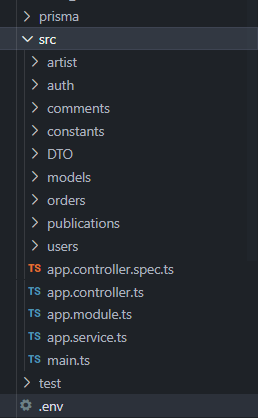 prisma
src
artist
auth
comments
constants
DTO
models
orders
publications
users
TS app.controller.spec.ts
TS app.controller.ts
TS app.module.ts
TS app.service.ts
TS main.ts
test
.env